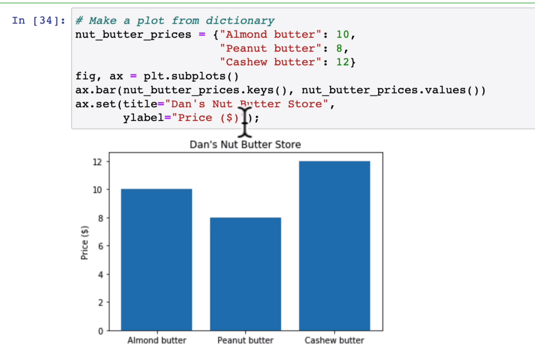 In [34]: # Make a plot from dictionary
nut_butter_prices = {"Almond butter": 10,
"Peanut butter": 8,
"Cashew butter": 12}
fig, ax = plt.subplots()
ax.bar(nut_butter_prices.keys(), nut_butter_prices.values())
ax.set(title="Dan's Nut Butter Store",
ylabel="Price ($)");
Dan's Nut Butter Store
12
10
8
6
4
2
0
Price ($)
Almond butter Peanut butter Cashew butter